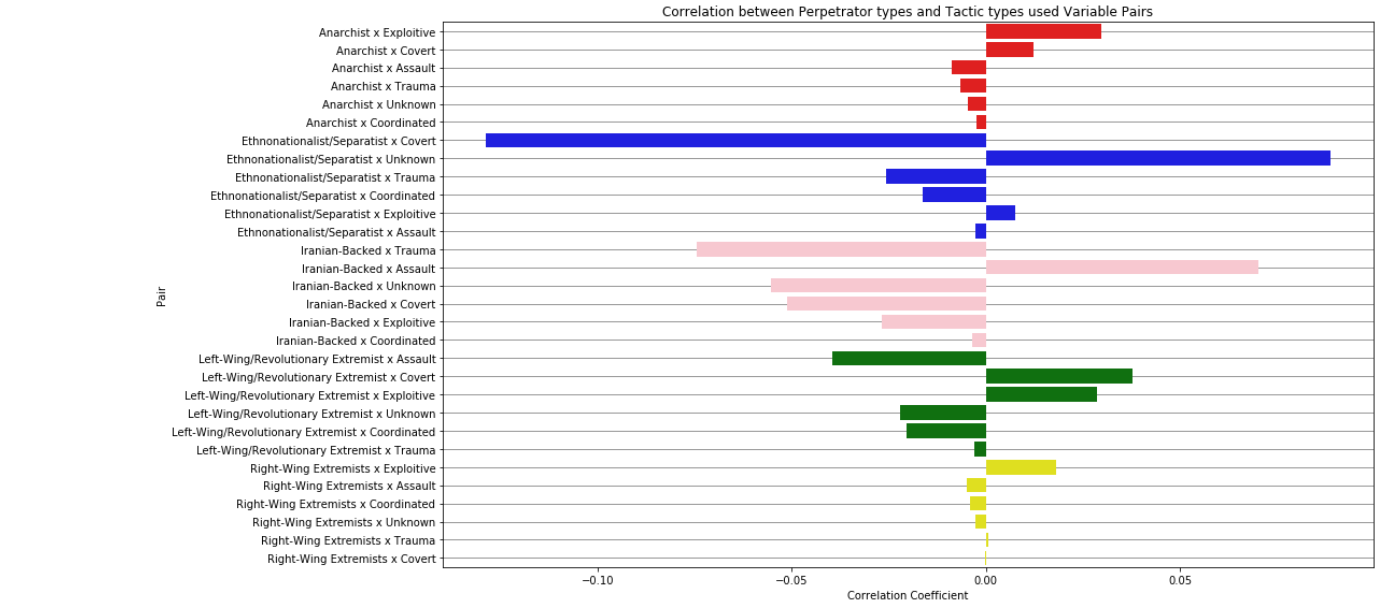 Correlation between Perpetrator types and Tactic types used Variable Pairs
Anarchist x Exploitive
Anarchist x Covert
Anarchist x Assault
Anarchist x Trauma
Anarchist x Unknown
Anarchist x Coordinated
Ethnonationalist/Separatist x Covert
Ethnonationalist/Separatist x Unknown
Ethnonationalist/Separatist x Trauma
Ethnonationalist/Separatist x Coordinated
Ethnonationalist/Separatist x Exploitive
Ethnonationalist/Separatist x Assault
Iranian-Backed x Trauma
Iranian-Backed x Assault
Iranian-Backed x Unknown
Iranian-Backed x Covert
Iranian-Backed x Exploitive
Iranian-Backed x Coordinated
Left-Wing/Revolutionary Extremist x Assault
Left-Wing/Revolutionary Extremist x Covert
Left-Wing/Revolutionary Extremist x Exploitive
Left-Wing/Revolutionary Extremist x Unknown
Left-Wing/Revolutionary Extremist x Coordinated
Left-Wing/Revolutionary Extremist x Trauma
Right-Wing Extremists x Exploitive
Right-Wing Extremists x Assault
Right-Wing Extremists x Coordinated
Right-Wing Extremists x Unknown
Right-Wing Extremists x Trauma
Right-Wing Extremists x Covert
Pair
−0.10 −0.05 0.00 0.05
Correlation Coefficient